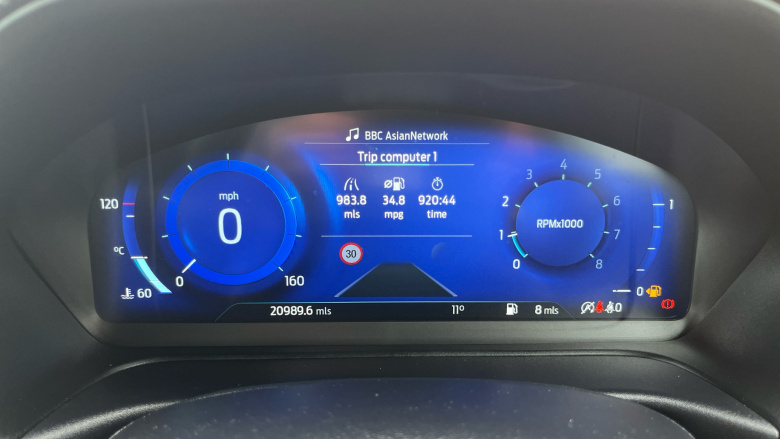 BBC AsianNetwork
Trip computer 1
983.8 34.8 920:44
mls mpg time
120
°C
60
mph
0
0 160
30
0 1 2 3 4 5 6 7 8
RPMx1000
1
0
20989.6 mls 11° 8 mls